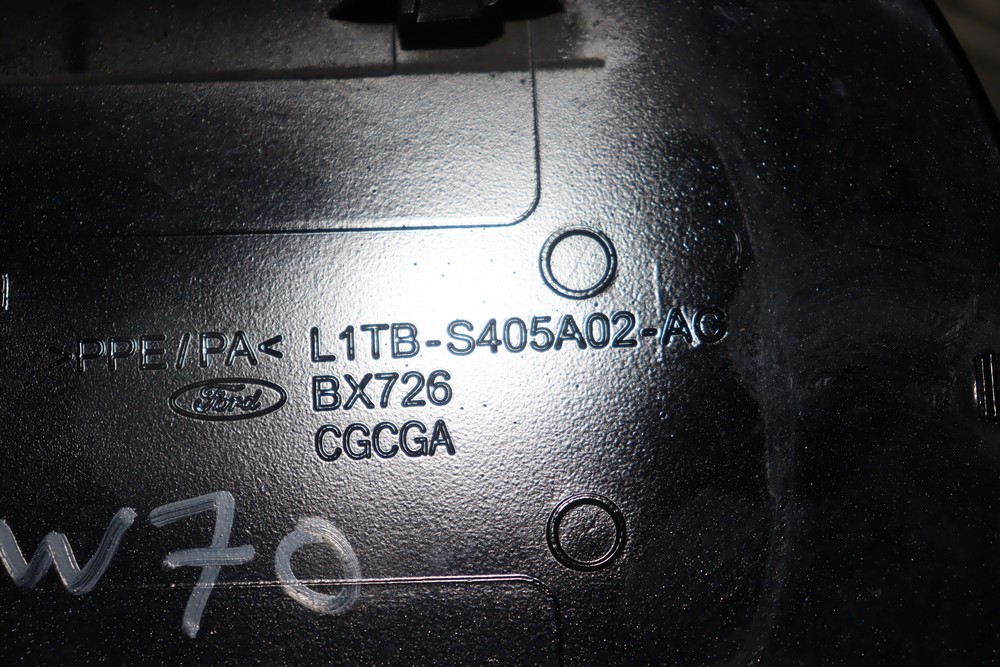 >PPE/PA< L1TB-S405A02-AC
Ford BX726
CGCGA
W70